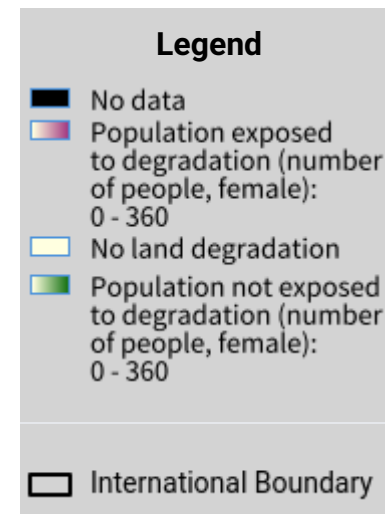 Legend
No data
Population exposed
to degradation (number
of people, female):
0 - 360
No land degradation
Population not exposed
to degradation (number
of people, female):
0 - 360
International Boundary